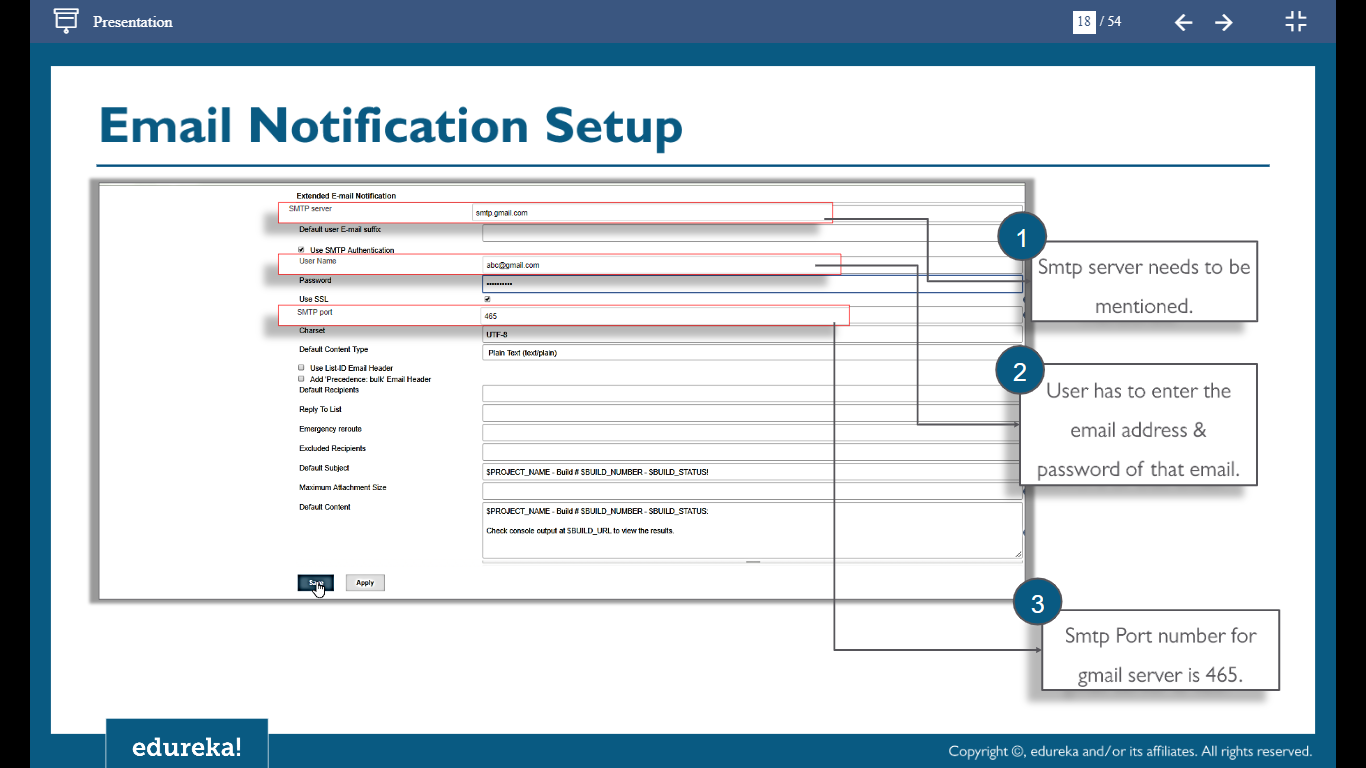 Presentation
18 / 54
Email Notification Setup
Extended E-mail Notification
SMTP server
smtp.gmail.com
Default user E-mail suffix
Use SMTP Authentication
User Name
abc@gmail.com
Password
••••••••••
Use SSL
SMTP port
465
Charset
UTF-8
Default Content Type
Plain Text (text/plain)
Use List-ID Email Header
Add 'Precedence: bulk' Email Header
Default Recipients
Reply To List
Emergency reroute
Excluded Recipients
Default Subject
$PROJECT_NAME - Build # $BUILD_NUMBER - $BUILD_STATUS!
Maximum Attachment Size
Default Content
$PROJECT_NAME - Build # $BUILD_NUMBER - $BUILD_STATUS:
Check console output at $BUILD_URL to view the results.
Save
Apply
1
Smtp server needs to be
mentioned.
2
User has to enter the
email address &
password of that email.
3
Smtp Port number for
gmail server is 465.
edureka!
Copyright ©, edureka and/or its affiliates. All rights reserved.